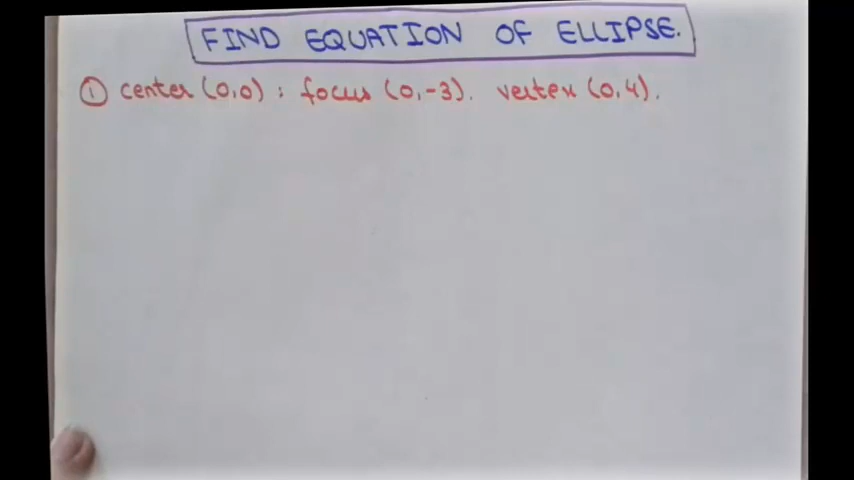 FIND EQUATION OF ELLIPSE.
① center (0,0) : focus (0,-3). vertex (0,4).